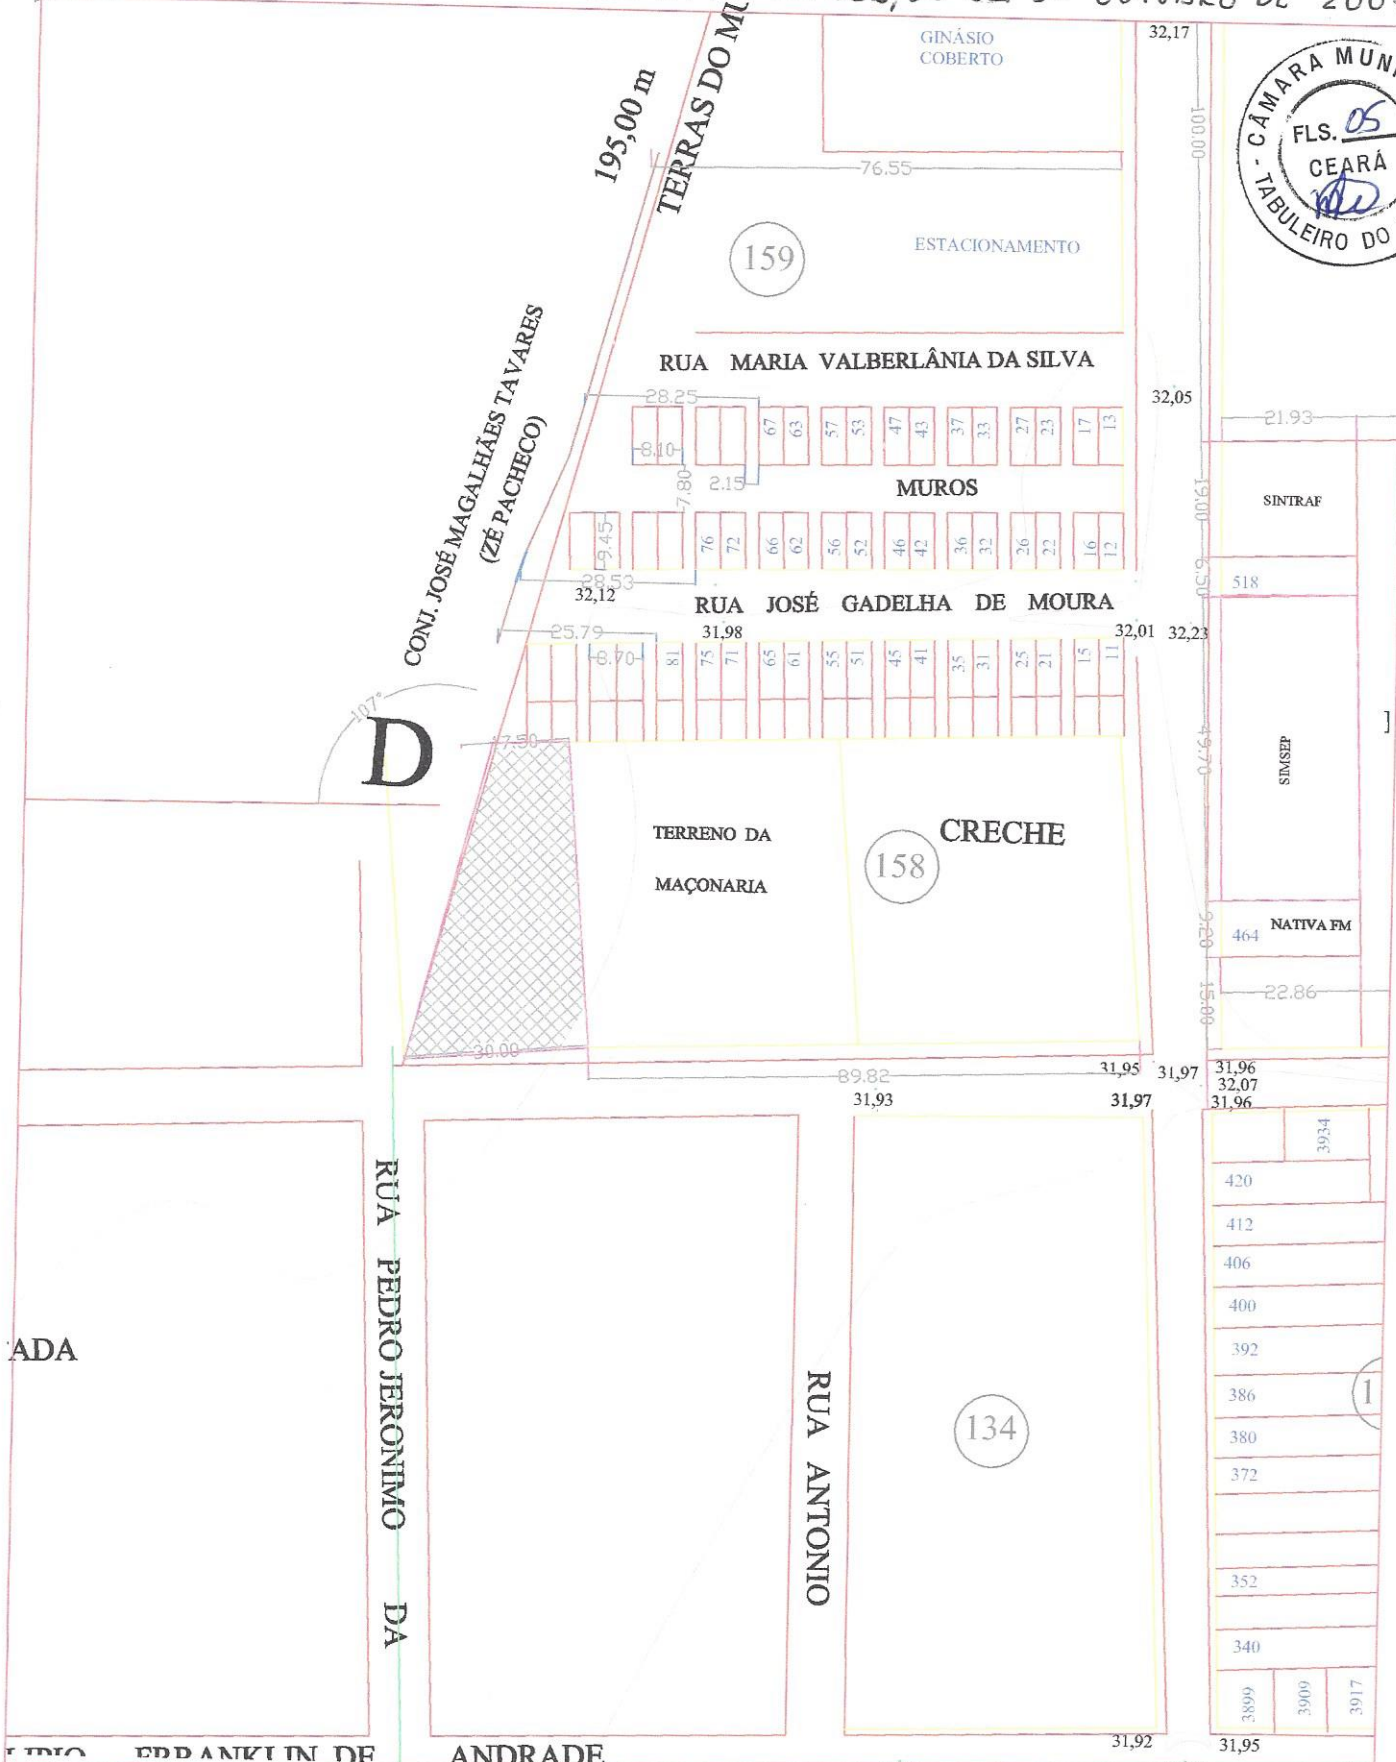 OUTUBRO DE 200
GINÁSIO
COBERTO
32,17
195,00 m
TERRAS DO MU
CÂMARA MUNI
FLS. 05
CEARÁ
TABULEIRO DO
100.00
76.55
159
ESTACIONAMENTO
RUA MARIA VALBERLÂNIA DA SILVA
CONJ. JOSÉ MAGALHÃES TAVARES
(ZÉ PACHECO)
28.25
32,05
21.93
67 63 57 53 47 43 37 33 27 23 17 13
8.10
7.80
2.15
MUROS
19.00
SINTRAF
9.45
76 72 66 62 56 52 46 42 36 32 26 22 16 12
28.53
32,12
6.50
518
RUA JOSÉ GADELHA DE MOURA
25.79
31,98
32,01 32,23
8.70
81 75 71 65 61 55 51 45 41 35 31 25 21 15 11
107°
D
17.50
49.70
SIMSEP
TERRENO DA
MAÇONARIA
158
CRECHE
9.20
464 NATIVA FM
15.00
22.86
30.00
89.82
31,95 31,97 31,96
32,07
31,93
31,97
31,96
3934
420
412
406
400
392
386
380
372
352
340
3899 3909 3917
1
134
ADA
RUA PEDRO JERONIMO DA
RUA ANTONIO
31,92
31,95
FRRANKLIN DE ANDRADE